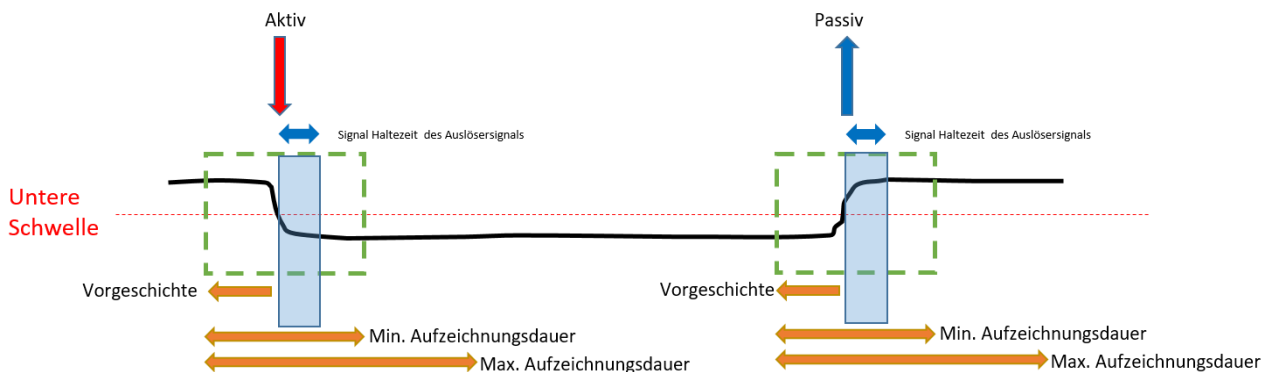 Aktiv
Passiv
Signal Haltezeit des Auslösersignals
Signal Haltezeit des Auslösersignals
Untere
Schwelle
Vorgeschichte
Vorgeschichte
Min. Aufzeichnungsdauer
Min. Aufzeichnungsdauer
Max. Aufzeichnungsdauer
Max. Aufzeichnungsdauer